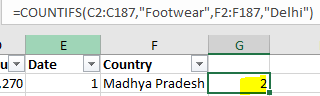 =COUNTIFS(C2:C187,"Footwear",F2:F187,"Delhi")
E F G
Date Country
.270 1 Madhya Pradesh 2